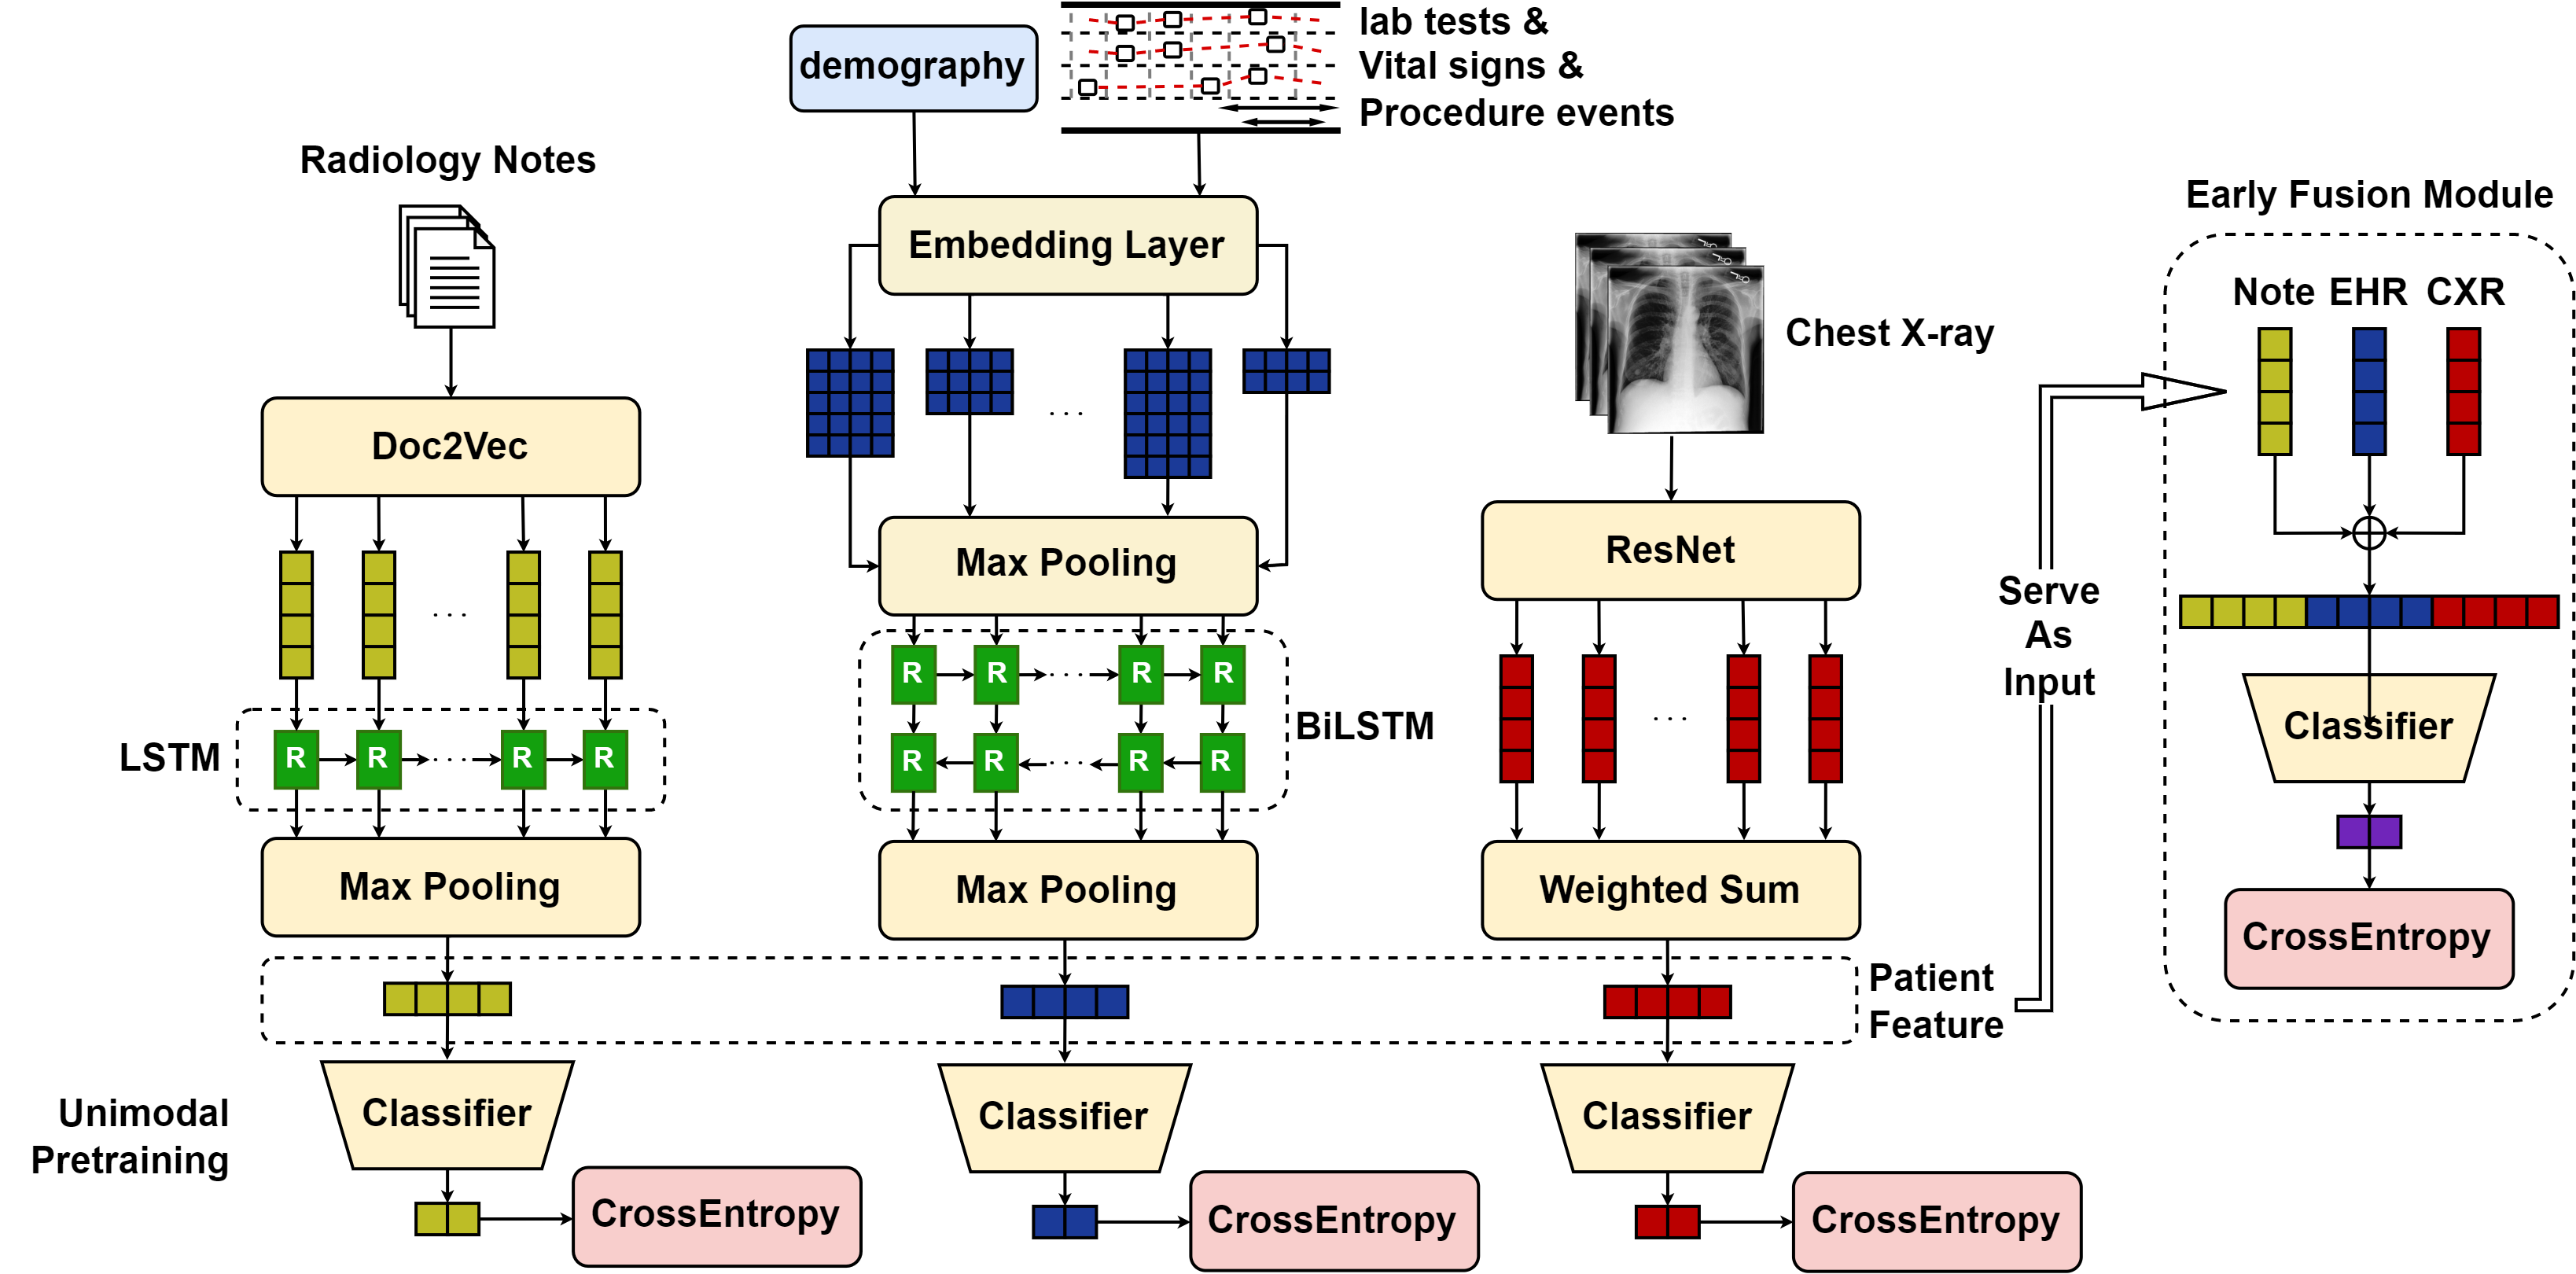 demography
lab tests &
Vital signs &
Procedure events
Radiology Notes
Embedding Layer
Doc2Vec
. . .
. . .
Max Pooling
LSTM
R R . . . R R
Max Pooling
R R . . . R R
R R . . . R R
BiLSTM
Max Pooling
Chest X-ray
ResNet
. . .
Weighted Sum
Patient
Feature
Serve
As
Input
Unimodal
Pretraining
Classifier
CrossEntropy
Classifier
CrossEntropy
Classifier
CrossEntropy
Early Fusion Module
Note EHR CXR
Classifier
CrossEntropy